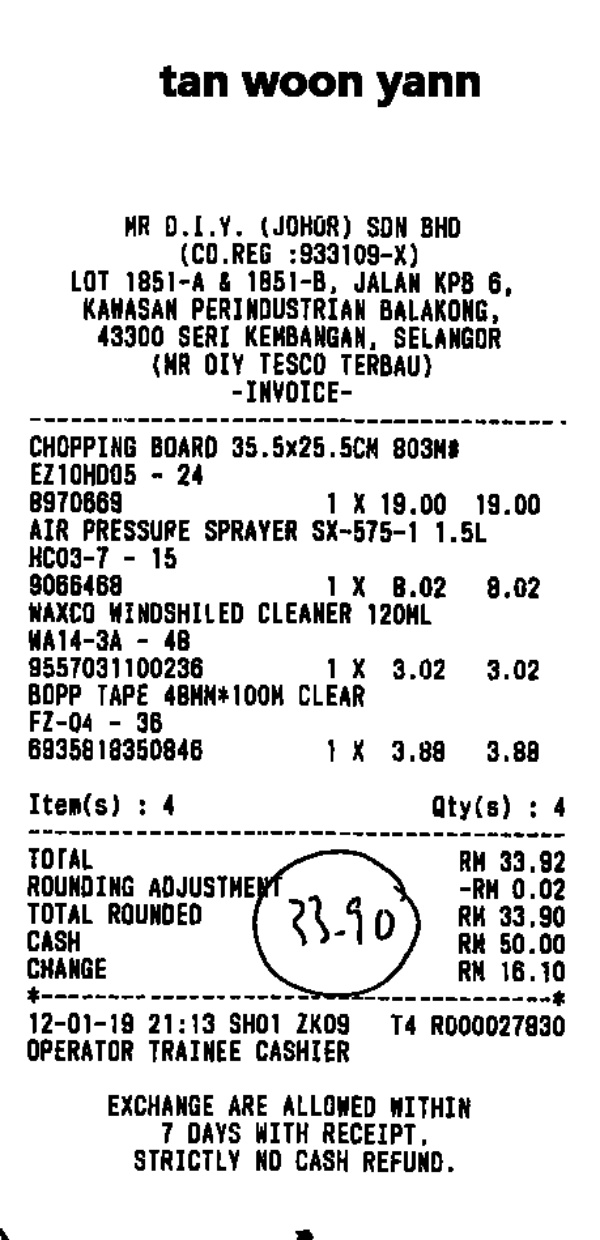 tan woon yann
MR D.I.Y. (JOHOR) SDN BHD
(CO.REG :933109-X)
LOT 1851-A & 1851-B, JALAN KPB 6,
KAWASAN PERINDUSTRIAN BALAKONG,
43300 SERI KEMBANGAN, SELANGOR
(MR DIY TESCO TERBAU)
-INVOICE-
CHOPPING BOARD 35.5x25.5CM 803M#
EZ10HD05 - 24
8970669 1 X 19.00 19.00
AIR PRESSURE SPRAYER SX-575-1 1.5L
HC03-7 - 15
9066468 1 X 8.02 8.02
WAXCO WINDSHILED CLEANER 120ML
WA14-3A - 48
9557031100236 1 X 3.02 3.02
BOPP TAPE 48MM*100M CLEAR
FZ-04 - 36
6935818350846 1 X 3.88 3.88
Item(s) : 4 Qty(s) : 4
TOTAL RM 33.92
ROUNDING ADJUSTMENT -RM 0.02
TOTAL ROUNDED 33.90 RM 33.90
CASH RM 50.00
CHANGE RM 16.10
*--------------------------------------*
12-01-19 21:13 SH01 ZK09 T4 R000027830
OPERATOR TRAINEE CASHIER
EXCHANGE ARE ALLOWED WITHIN
7 DAYS WITH RECEIPT.
STRICTLY NO CASH REFUND.